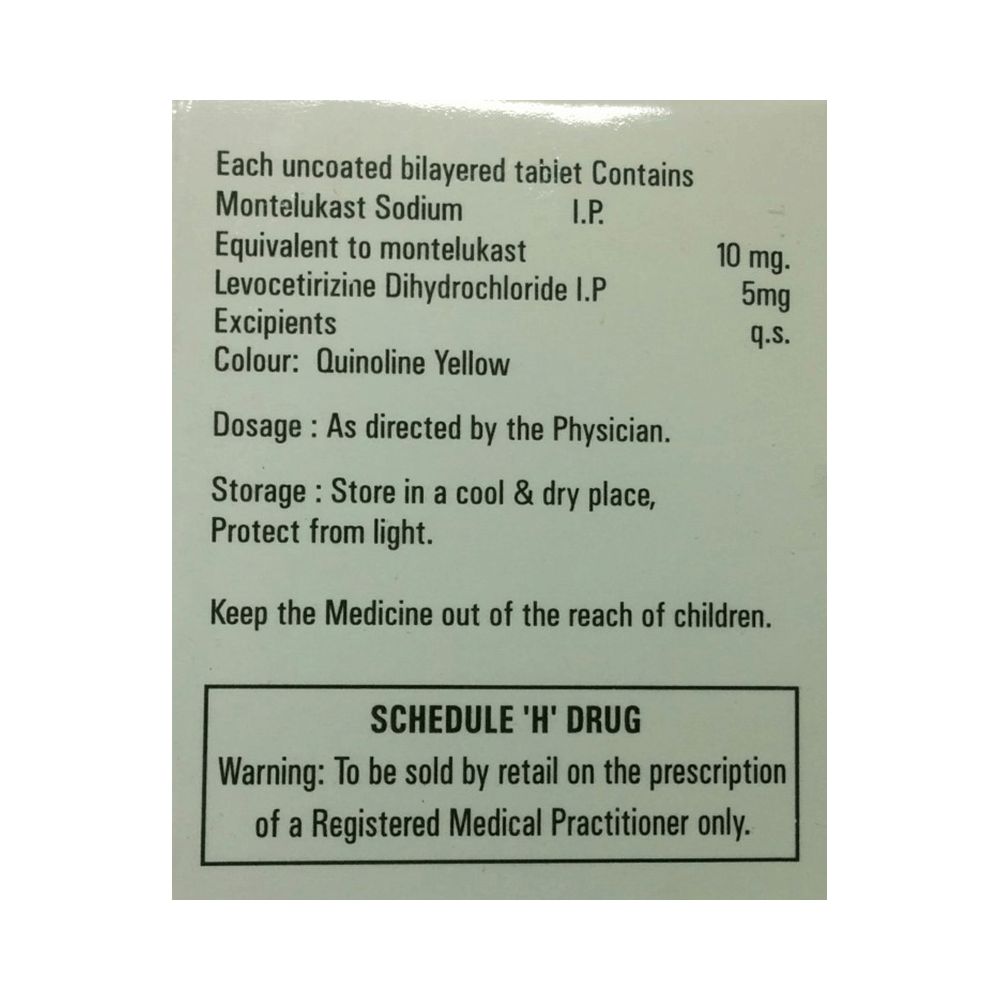 Each uncoated bilayered tablet Contains
Montelukast Sodium I.P.
Equivalent to montelukast 10 mg.
Levocetirizine Dihydrochloride I.P 5mg
Excipients q.s.
Colour: Quinoline Yellow
Dosage : As directed by the Physician.
Storage : Store in a cool & dry place,
Protect from light.
Keep the Medicine out of the reach of children.
SCHEDULE 'H' DRUG
Warning: To be sold by retail on the prescription
of a Registered Medical Practitioner only.